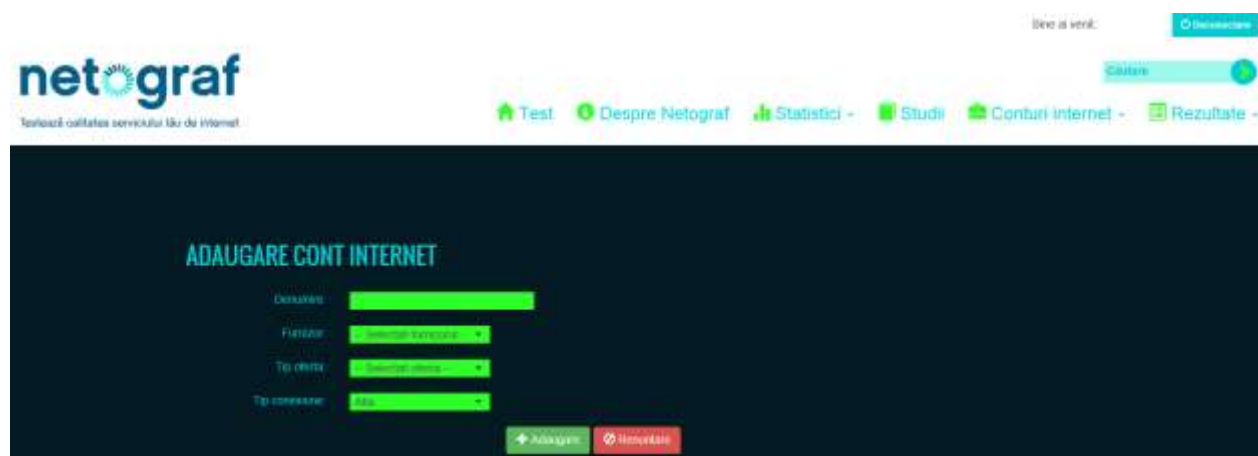 Bine ai venit:
Deconectare
netograf
Testează calitatea serviciului tău de internet
Căutare
Test Despre Netograf Statistici Studii Conturi internet Rezultate
ADAUGARE CONT INTERNET
Denumire:
Furnizor: -- Selectati furnizorul --
Tip oferta: -- Selectati oferta --
Tip conexiune: Alta
Adaugare Renuntare